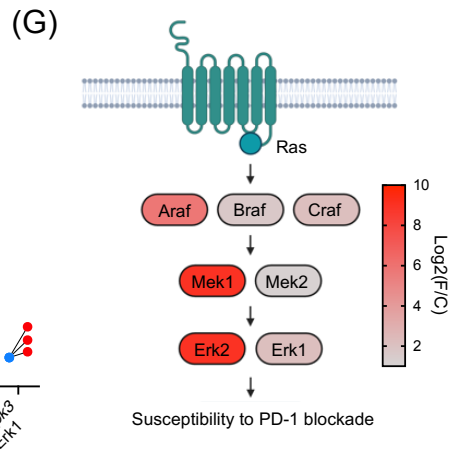 (G)
Ras
Araf Braf Craf
Mek1 Mek2
Erk2 Erk1
Susceptibility to PD-1 blockade
10
8
6
4
2
Log2(F/C)
Erk1